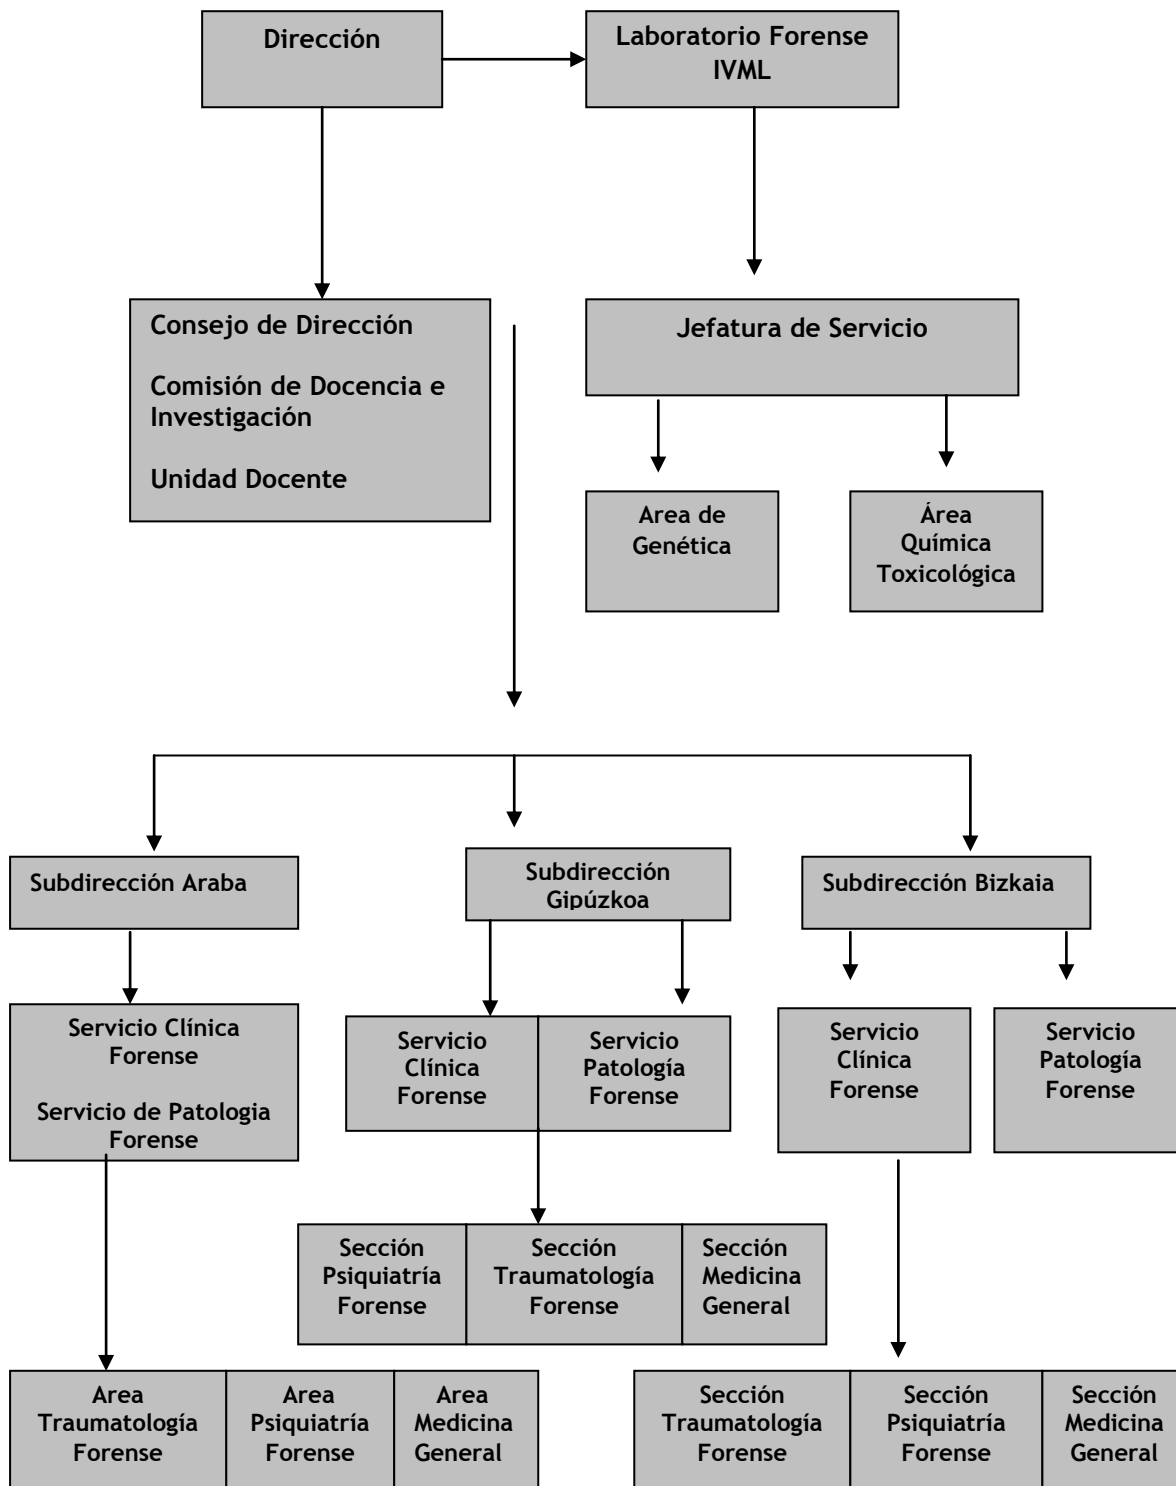 Dirección
Laboratorio Forense
IVML
Consejo de Dirección
Comisión de Docencia e
Investigación
Unidad Docente
Jefatura de Servicio
Area de
Genética
Área
Química
Toxicológica
Subdirección Araba
Subdirección
Gipúzkoa
Subdirección Bizkaia
Servicio Clínica
Forense
Servicio de Patologia
Forense
Servicio
Clínica
Forense
Servicio
Patología
Forense
Servicio
Clínica
Forense
Servicio
Patología
Forense
Sección
Psiquiatría
Forense
Sección
Traumatología
Forense
Sección
Medicina
General
Area
Traumatología
Forense
Area
Psiquiatría
Forense
Area
Medicina
General
Sección
Traumatología
Forense
Sección
Psiquiatría
Forense
Sección
Medicina
General